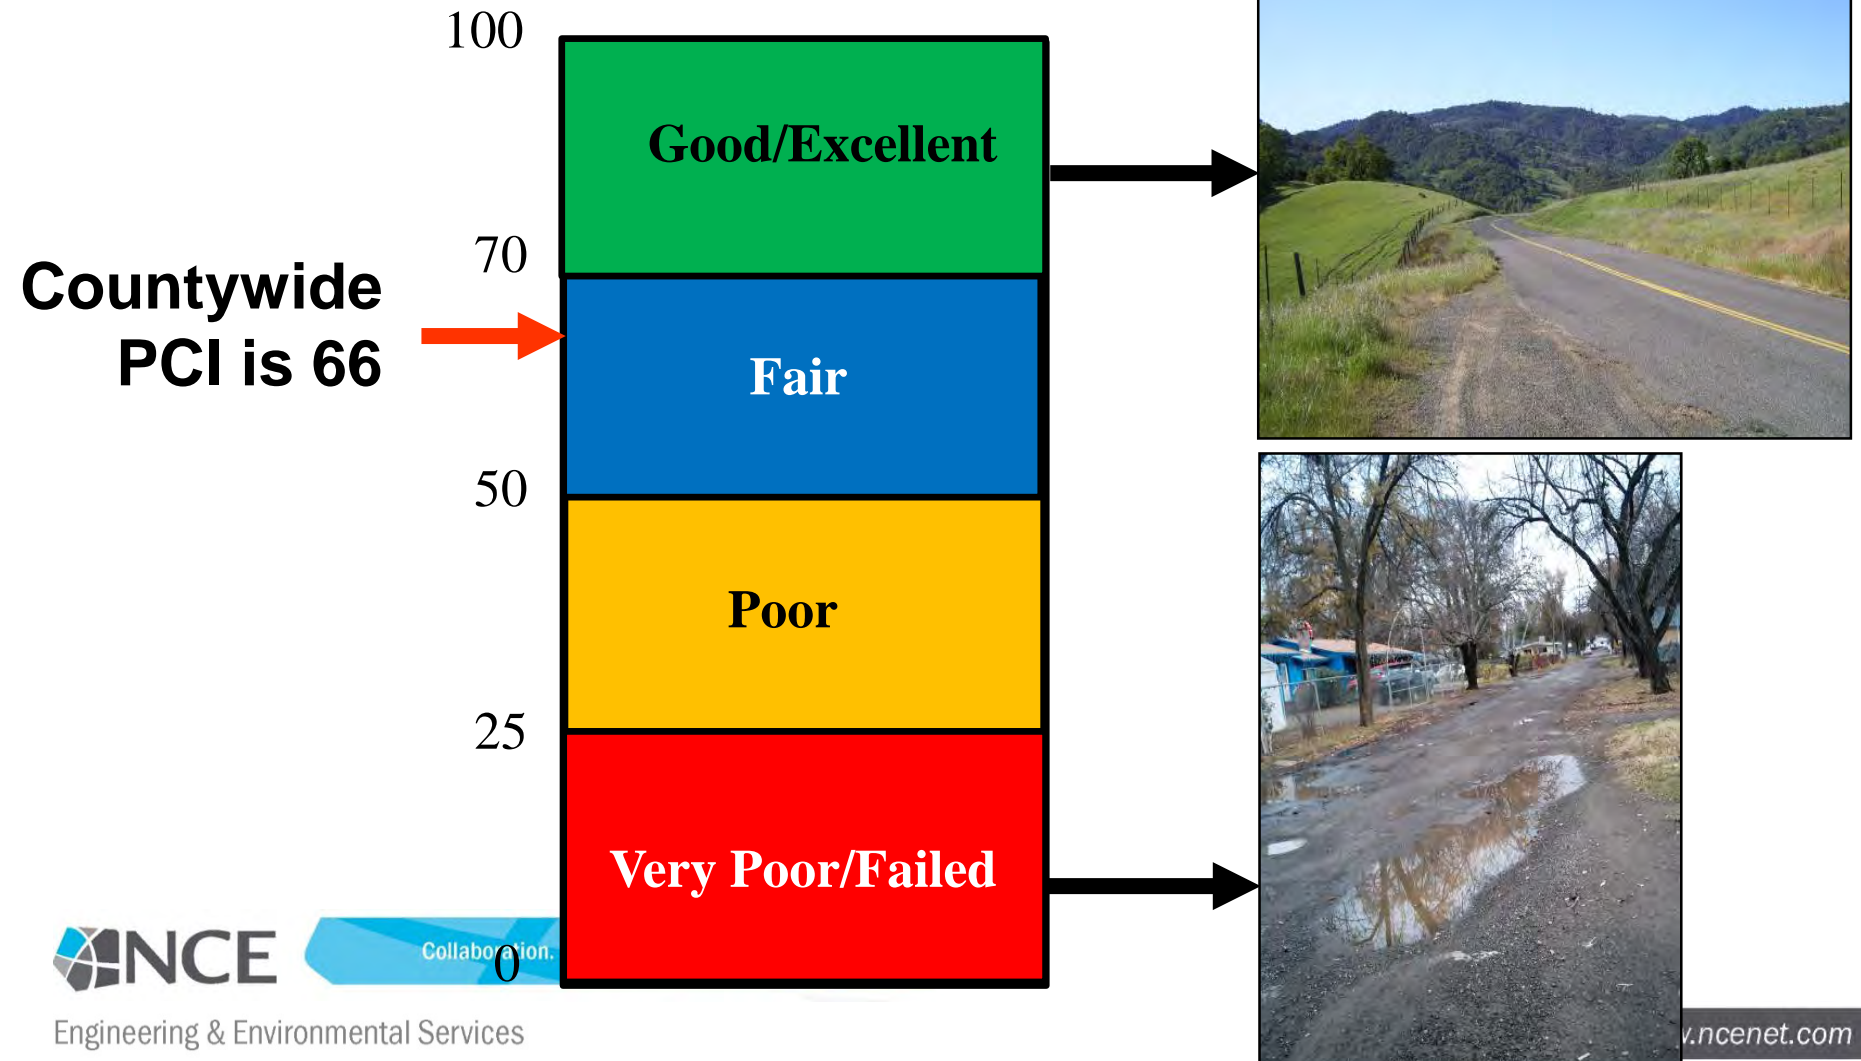 100
Good/Excellent
70
Countywide
PCI is 66
Fair
50
Poor
25
Very Poor/Failed
0
NCE
Collaboration.
Engineering & Environmental Services
.ncenet.com